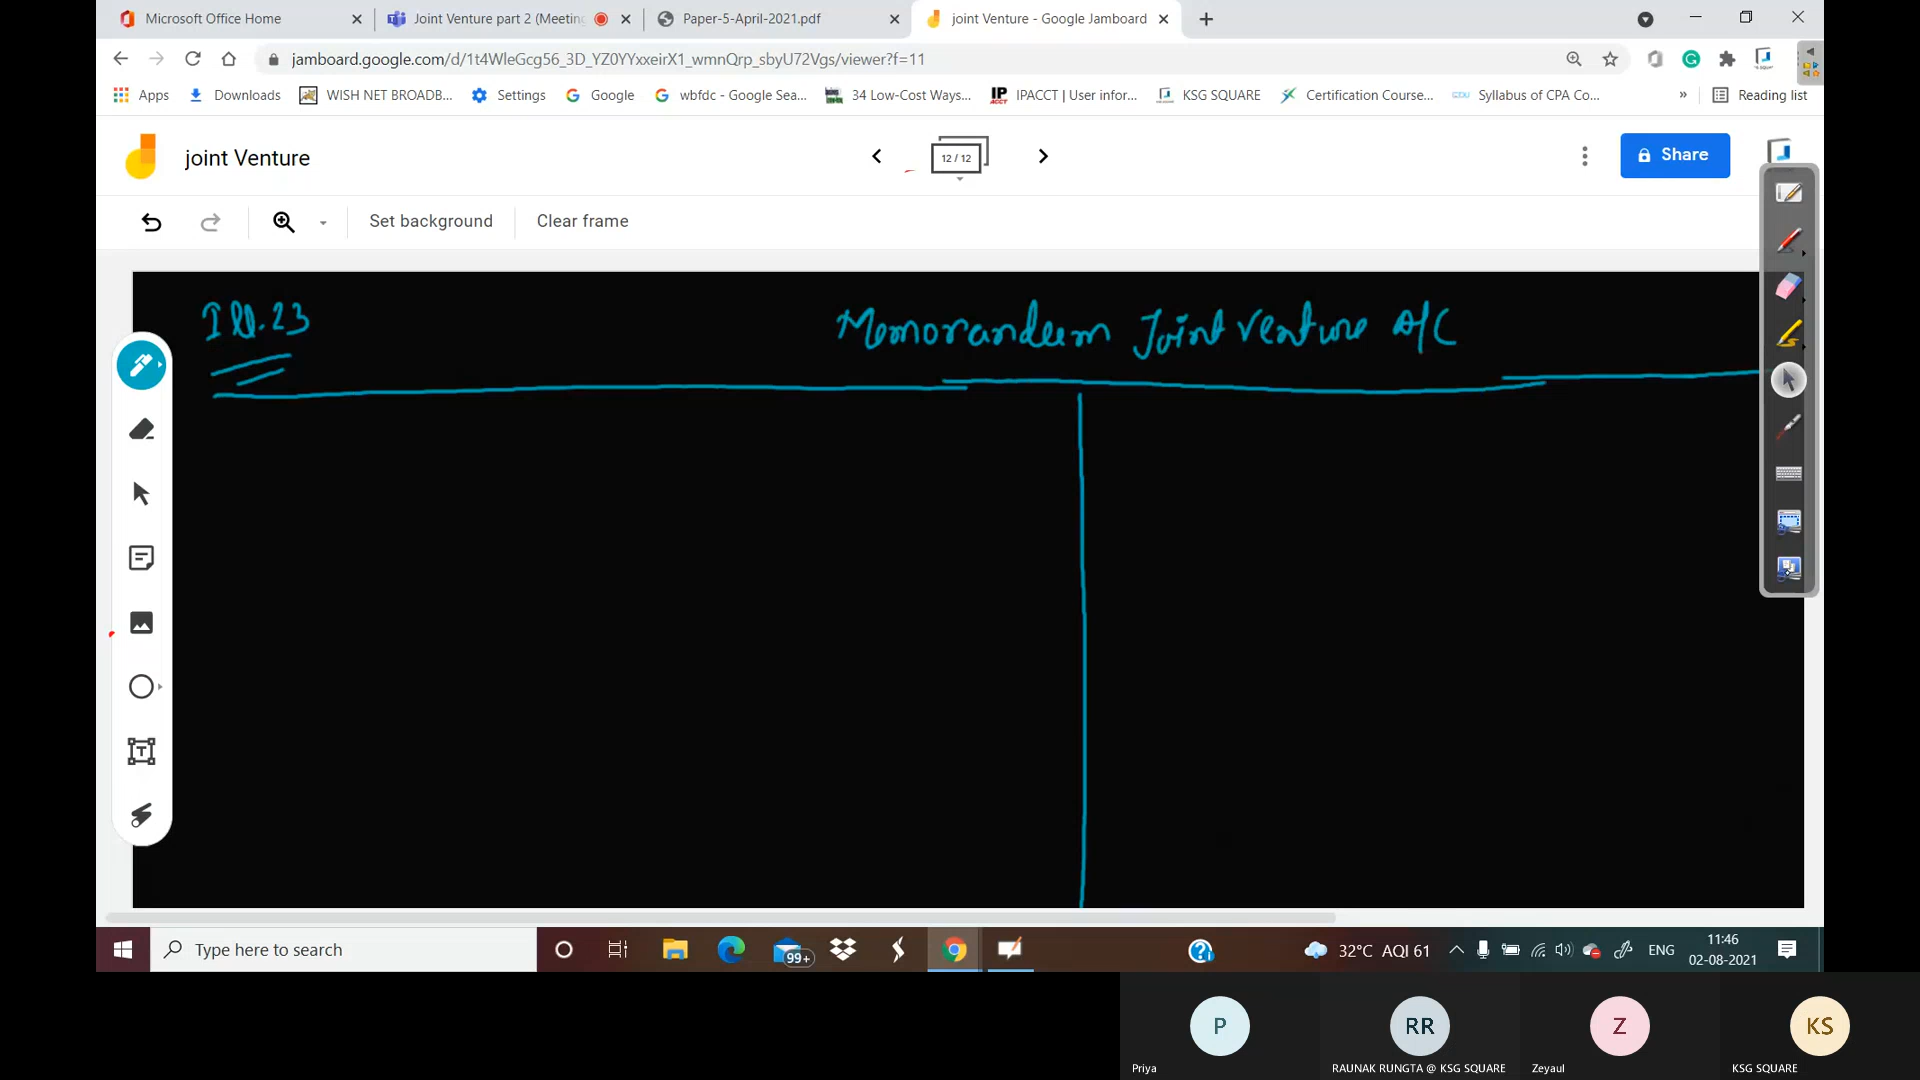 Microsoft Office Home
Joint Venture part 2 (Meeting
Paper-5-April-2021.pdf
joint Venture - Google Jamboard
jamboard.google.com/d/1t4WleGcg56_3D_YZ0YYxxeirX1_wmnQrp_sbyU72Vgs/viewer?f=11
Apps Downloads WISH NET BROADB... Settings Google wbfdc - Google Sea... 34 Low-Cost Ways... IPACCT | User infor... KSG SQUARE Certification Course... Syllabus of CPA Co... » Reading list
joint Venture
12 / 12
Share
Set background
Clear frame
Ill.23
Memorandum Joint Venture A/C
Type here to search
99+
32°C AQI 61
ENG
11:46
02-08-2021
P RR Z KS
Priya RAUNAK RUNGTA @ KSG SQUARE Zeyaul KSG SQUARE